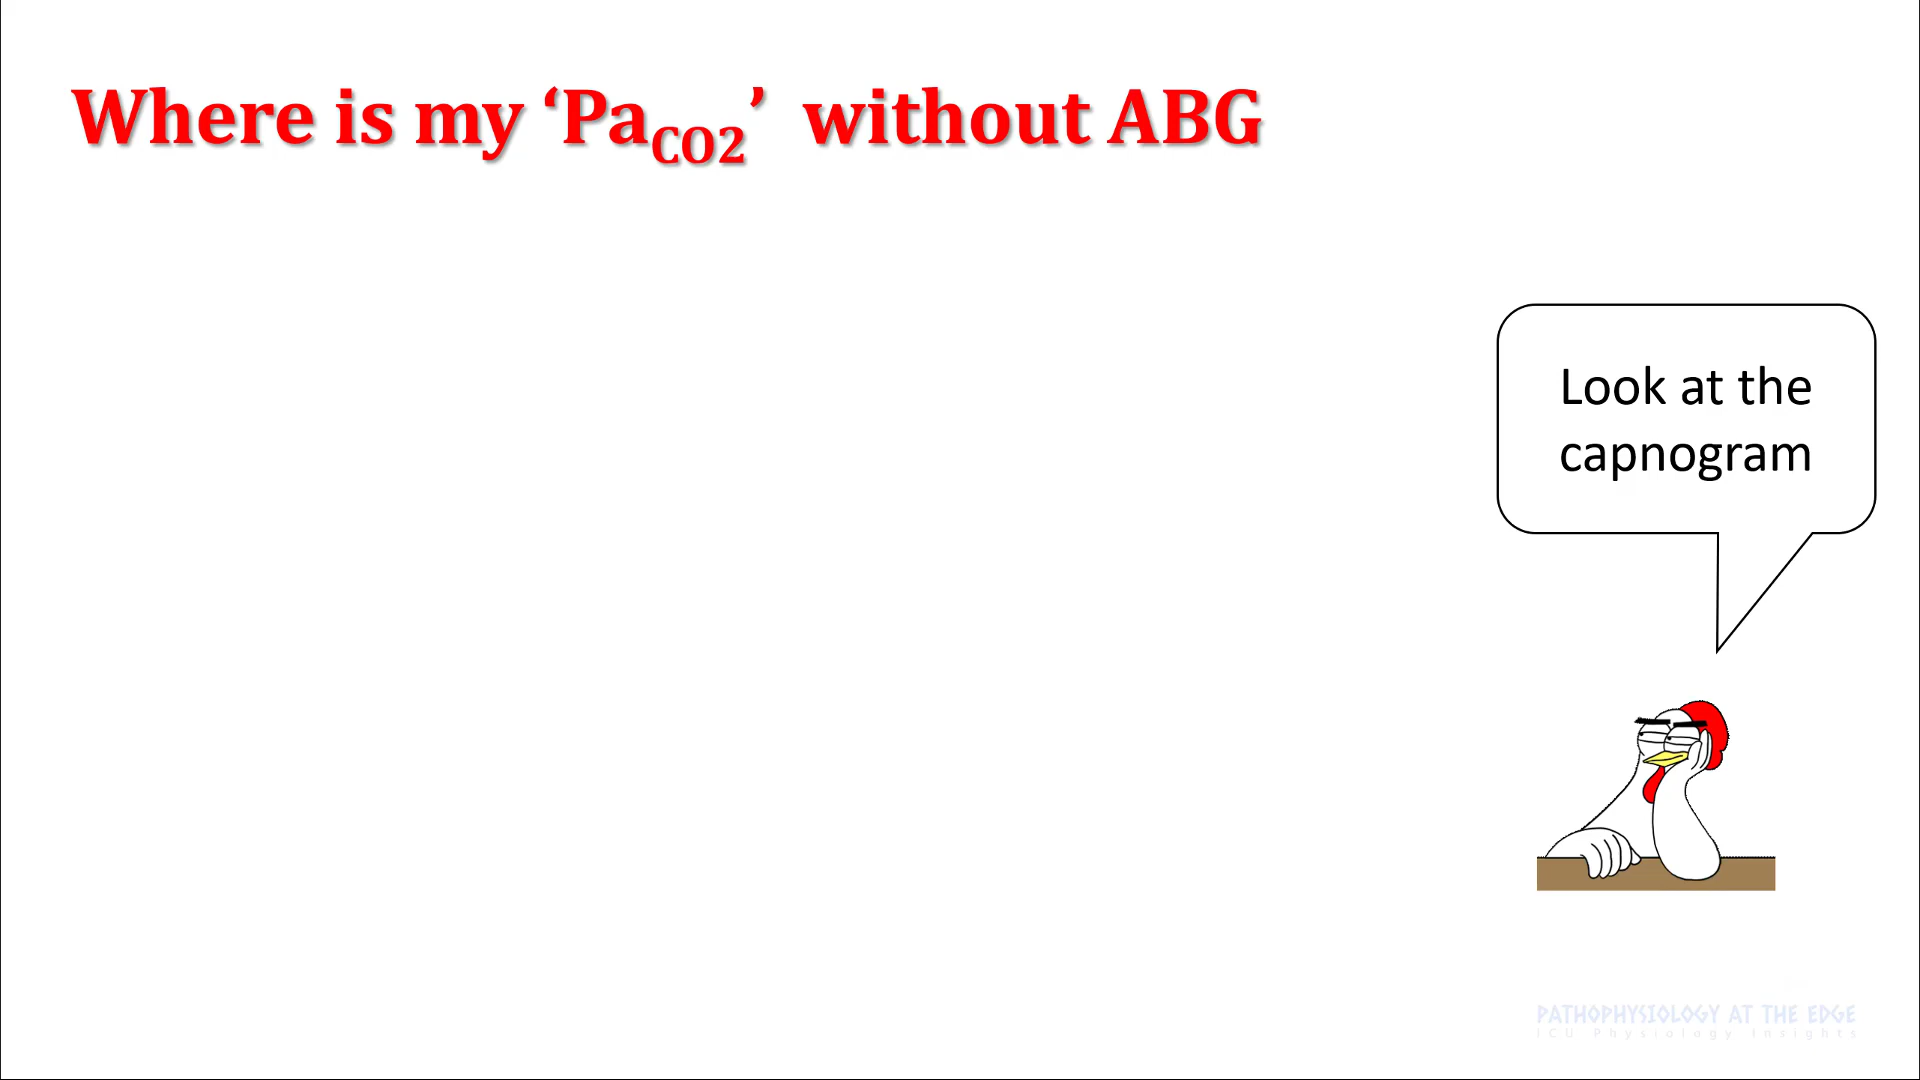 Where is my ‘PaCO2’ without ABG
Look at the
capnogram
PATHOPHYSIOLOGY AT THE EDGE
ICU Physiology Insights